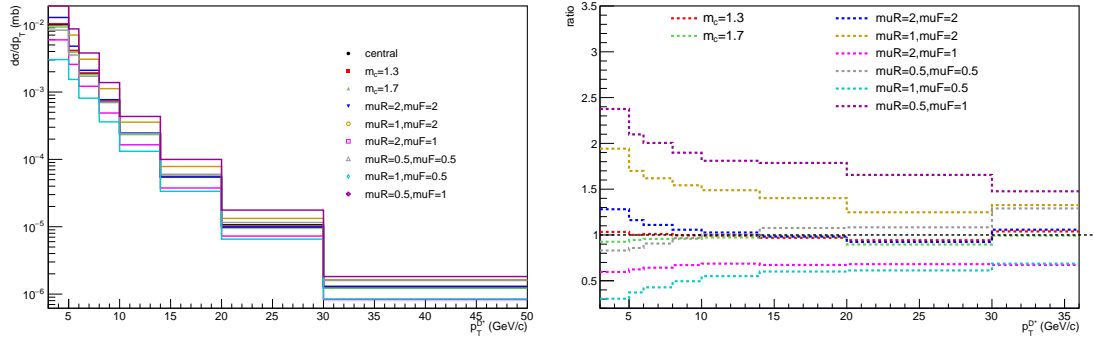 dσ/dp_T (mb)
10⁻²
10⁻³
10⁻⁴
10⁻⁵
10⁻⁶
central
m_c=1.3
m_c=1.7
muR=2,muF=2
muR=1,muF=2
muR=2,muF=1
muR=0.5,muF=0.5
muR=1,muF=0.5
muR=0.5,muF=1
5 10 15 20 25 30 35 40 45 50
p_T^{D*} (GeV/c)
ratio
3.5
3
2.5
2
1.5
1
0.5
m_c=1.3
m_c=1.7
muR=2,muF=2
muR=1,muF=2
muR=2,muF=1
muR=0.5,muF=0.5
muR=1,muF=0.5
muR=0.5,muF=1
5 10 15 20 25 30 35
p_T^{D*} (GeV/c)